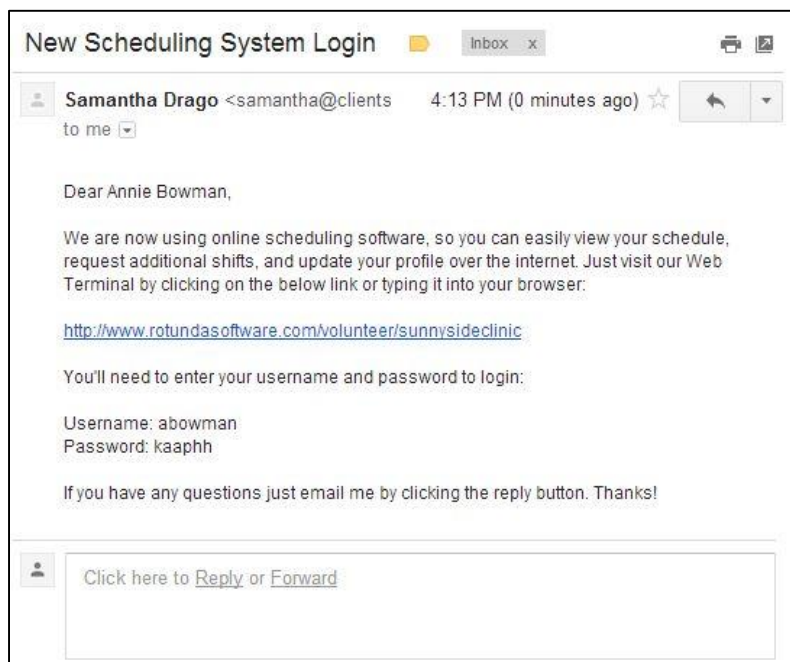 New Scheduling System Login Inbox x
Samantha Drago <samantha@clients 4:13 PM (0 minutes ago)
to me
Dear Annie Bowman,
We are now using online scheduling software, so you can easily view your schedule,
request additional shifts, and update your profile over the internet. Just visit our Web
Terminal by clicking on the below link or typing it into your browser:
http://www.rotundasoftware.com/volunteer/sunnysideclinic
You'll need to enter your username and password to login:
Username: abowman
Password: kaaphh
If you have any questions just email me by clicking the reply button. Thanks!
Click here to Reply or Forward